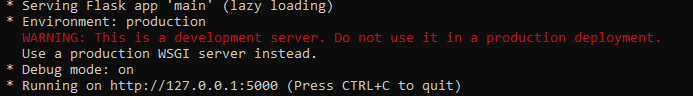 * Serving Flask app 'main' (lazy loading)
* Environment: production
WARNING: This is a development server. Do not use it in a production deployment.
Use a production WSGI server instead.
* Debug mode: on
* Running on http://127.0.0.1:5000 (Press CTRL+C to quit)